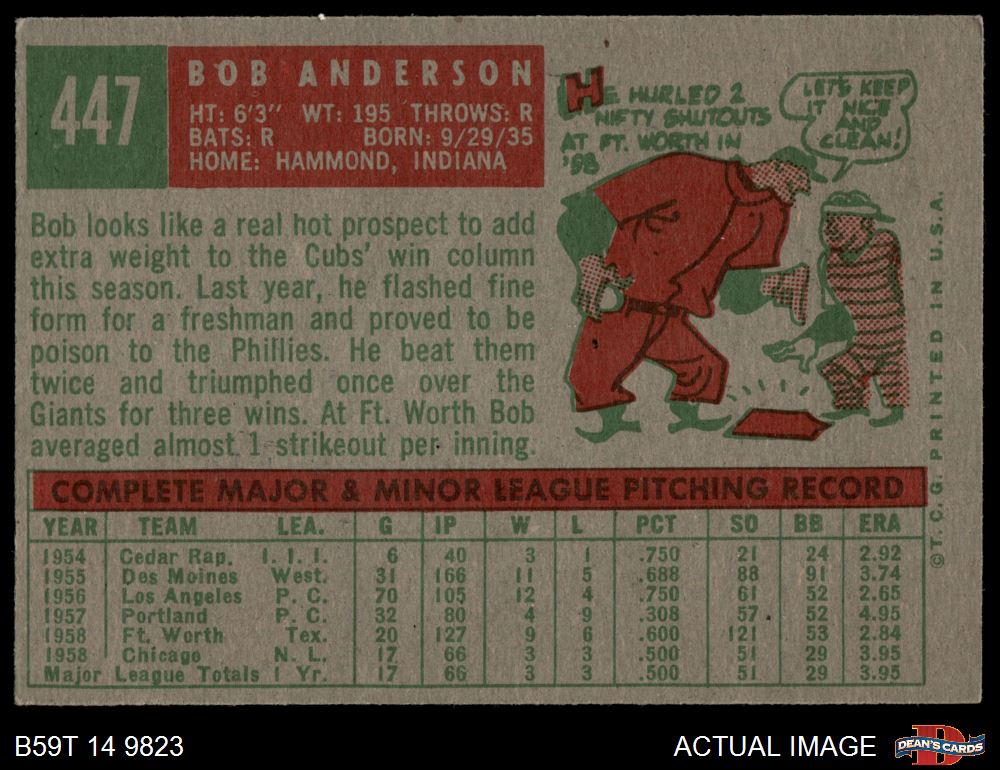 447
BOB ANDERSON
HT: 6'3" WT: 195 THROWS: R
BATS: R BORN: 9/29/35
HOME: HAMMOND, INDIANA
HE HURLED 2
NIFTY SHUTOUTS
AT FT. WORTH IN
'58
LET'S KEEP
IT NICE
AND
CLEAN!
Bob looks like a real hot prospect to add
extra weight to the Cubs' win column
this season. Last year, he flashed fine
form for a freshman and proved to be
poison to the Phillies. He beat them
twice and triumphed once over the
Giants for three wins. At Ft. Worth Bob
averaged almost 1 strikeout per inning.
©T. C. G. PRINTED IN U.S.A.
COMPLETE MAJOR & MINOR LEAGUE PITCHING RECORD
YEAR TEAM LEA. G IP W L PCT SO BB ERA
1954 Cedar Rap. I. I. I. 6 40 3 1 .750 21 24 2.92
1955 Des Moines West. 31 166 11 5 .688 88 91 3.74
1956 Los Angeles P. C. 70 105 12 4 .750 61 52 2.65
1957 Portland P. C. 32 80 4 9 .308 57 52 4.95
1958 Ft. Worth Tex. 20 127 9 6 .600 121 53 2.84
1958 Chicago N. L. 17 66 3 3 .500 51 29 3.95
Major League Totals 1 Yr. 17 66 3 3 .500 51 29 3.95
B59T 14 9823
ACTUAL IMAGE
DEAN'S CARDS